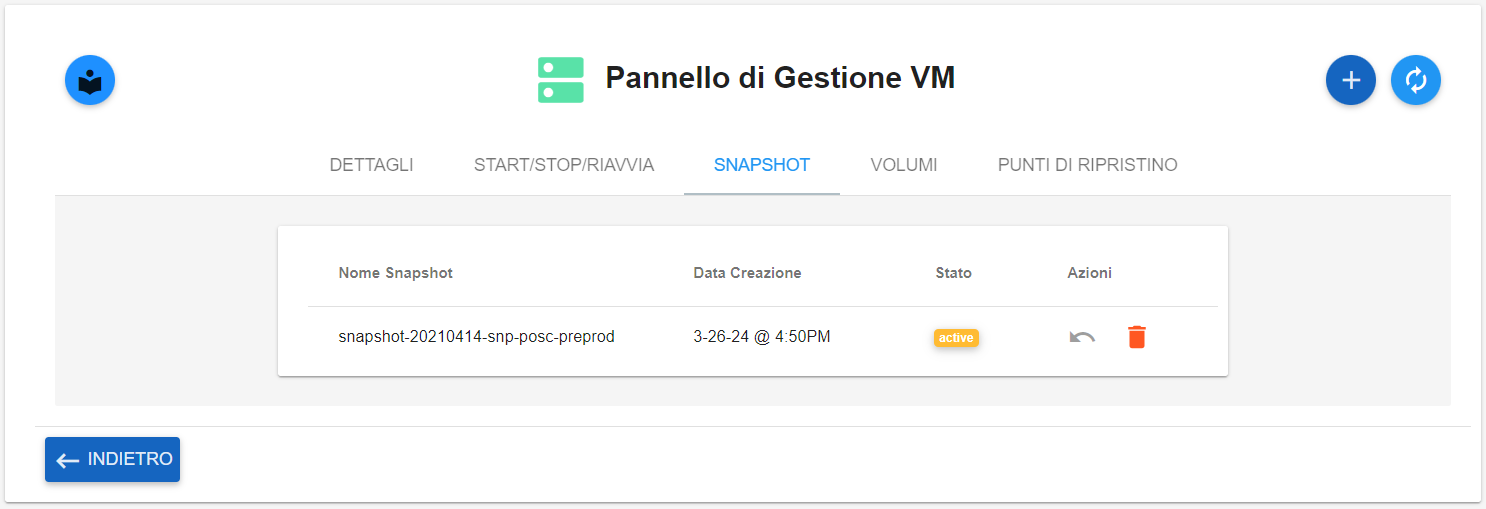 Pannello di Gestione VM
DETTAGLI START/STOP/RIAVVIA SNAPSHOT VOLUMI PUNTI DI RIPRISTINO
Nome Snapshot Data Creazione Stato Azioni
snapshot-20210414-snp-posc-preprod 3-26-24 @ 4:50PM active
INDIETRO